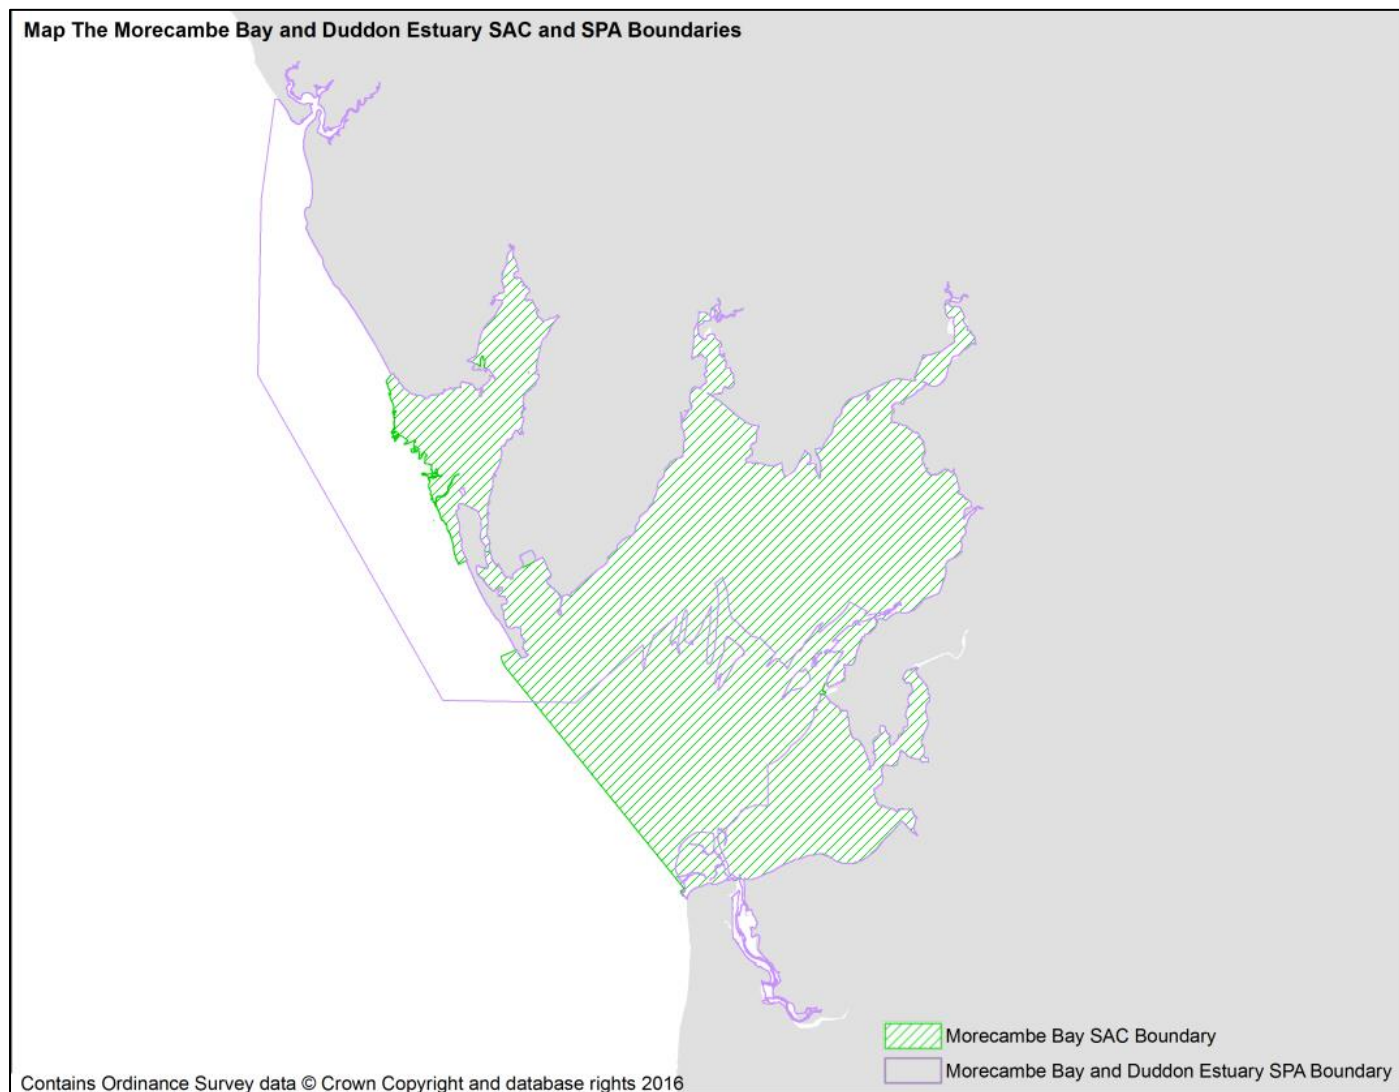 Map The Morecambe Bay and Duddon Estuary SAC and SPA Boundaries
Morecambe Bay SAC Boundary
Morecambe Bay and Duddon Estuary SPA Boundary
Contains Ordinance Survey data © Crown Copyright and database rights 2016